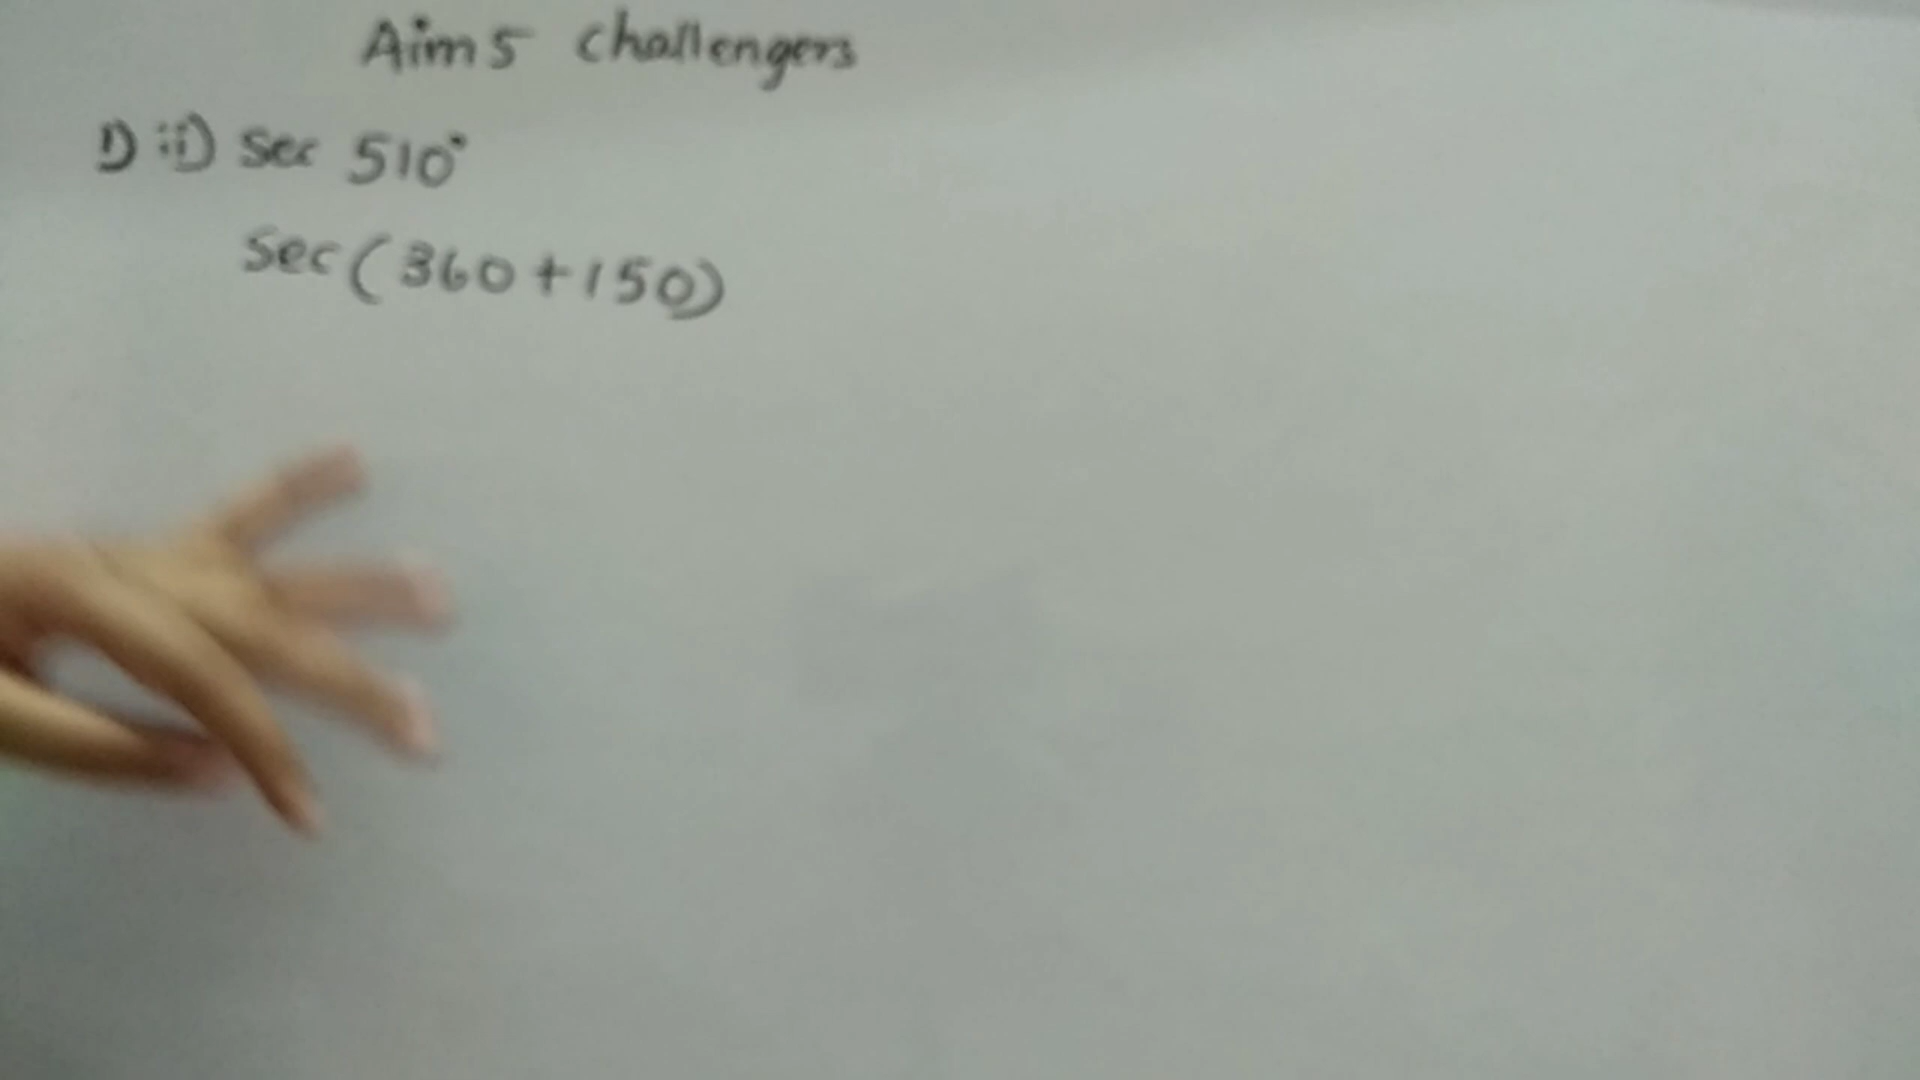 Aim 5 challengers
1) ii) sec 510°
sec (360+150)